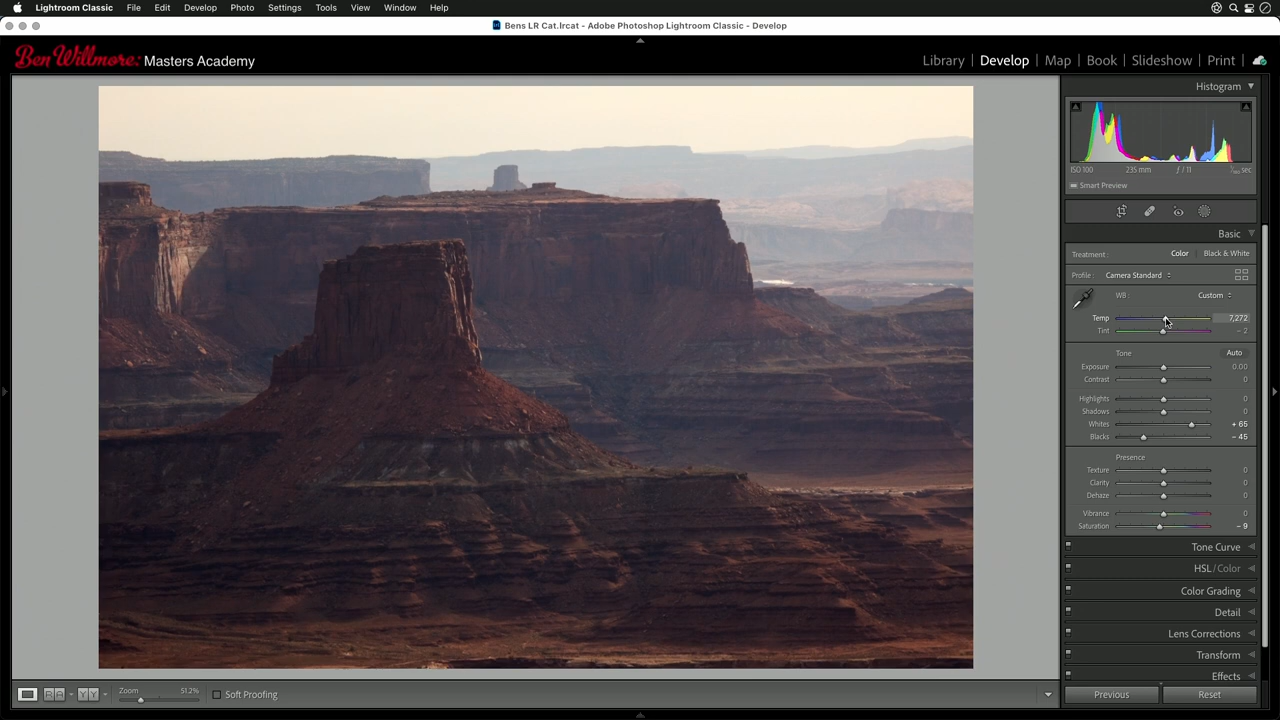 Lightroom Classic File Edit Develop Photo Settings Tools View Window Help
Bens LR Cat.lrcat - Adobe Photoshop Lightroom Classic - Develop
Ben Willmore: Masters Academy
Library | Develop | Map | Book | Slideshow | Print
Histogram
ISO 100 235 mm ƒ / 11 sec
Smart Preview
Basic
Treatment : Color Black & White
Profile : Camera Standard
WB : Custom
Temp 7,272
Tint - 2
Tone Auto
Exposure 0.00
Contrast 0
Highlights 0
Shadows 0
Whites + 65
Blacks - 45
Presence
Texture 0
Clarity 0
Dehaze 0
Vibrance 0
Saturation - 9
Tone Curve
HSL / Color
Color Grading
Detail
Lens Corrections
Transform
Effects
Zoom 51.2% Soft Proofing
Previous Reset